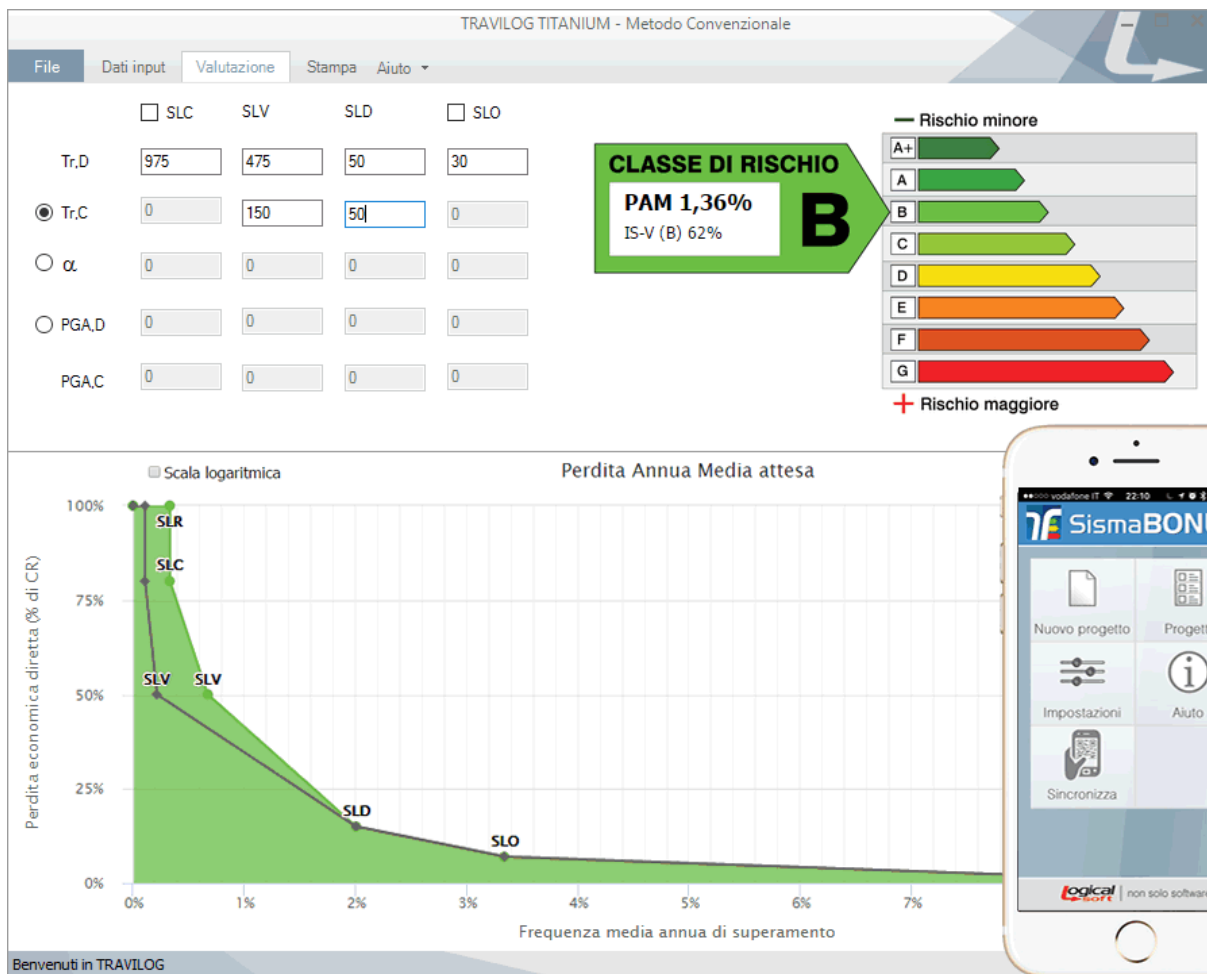 TRAVILOG TITANIUM - Metodo Convenzionale
File Dati input Valutazione Stampa Aiuto
SLC SLV SLD SLO
Tr,D 975 475 50 30
Tr,C 0 150 50 0
α 0 0 0 0
PGA,D 0 0 0 0
PGA,C 0 0 0 0
CLASSE DI RISCHIO
PAM 1,36%
IS-V (B) 62%
B
Rischio minore
A+
A
B
C
D
E
F
G
Rischio maggiore
Scala logaritmica
Perdita Annua Media attesa
Perdita economica diretta (% di CR)
100%
75%
50%
25%
0%
SLR
SLC
SLV SLV
SLD
SLO
0% 1% 2% 3% 4% 5% 6% 7%
Frequenza media annua di superamento
vodafone IT 22:10
SismaBONU
Nuovo progetto Progett
Impostazioni Aiuto
Sincronizza
Logical Soft non solo software
Benvenuti in TRAVILOG